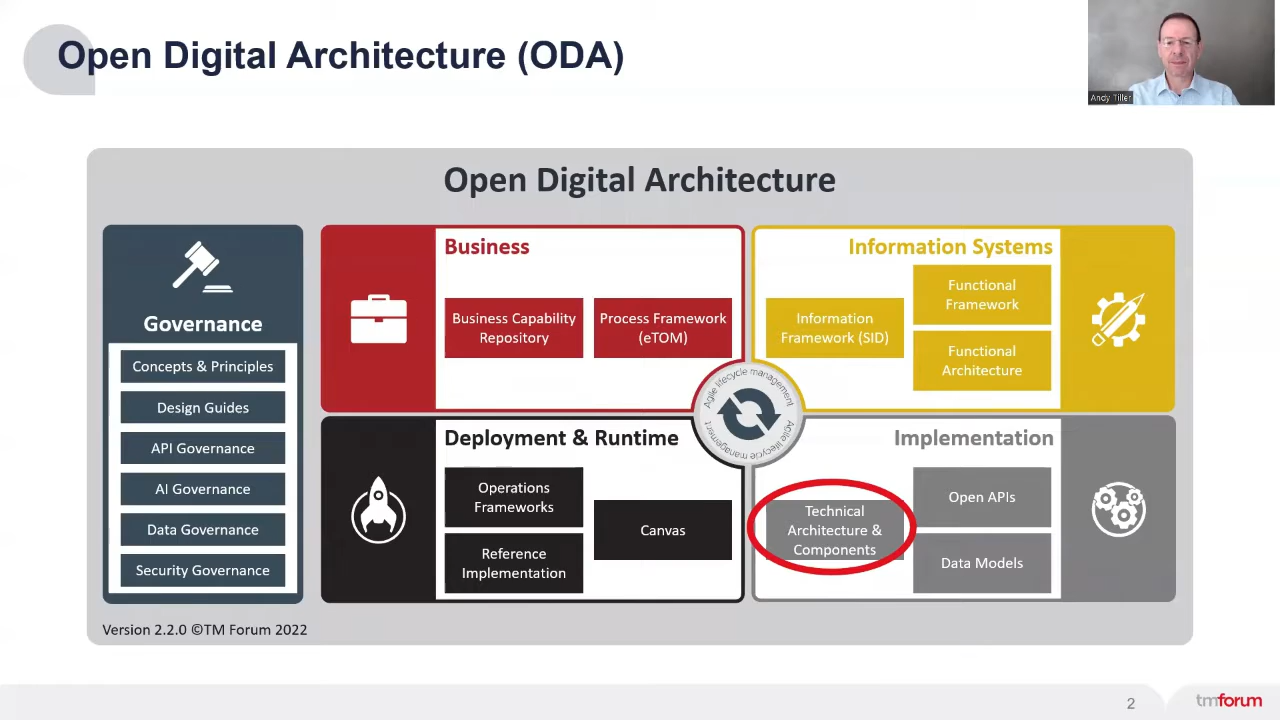 Open Digital Architecture (ODA)
Andy Tiller
Open Digital Architecture
Governance
Concepts & Principles
Design Guides
API Governance
AI Governance
Data Governance
Security Governance
Business
Business Capability
Repository
Process Framework
(eTOM)
Information Systems
Information
Framework (SID)
Functional
Framework
Functional
Architecture
Agile lifecycle management
Agile lifecycle management
Deployment & Runtime
Operations
Frameworks
Reference
Implementation
Canvas
Implementation
Technical
Architecture &
Components
Open APIs
Data Models
Version 2.2.0 ©TM Forum 2022
2
tmforum